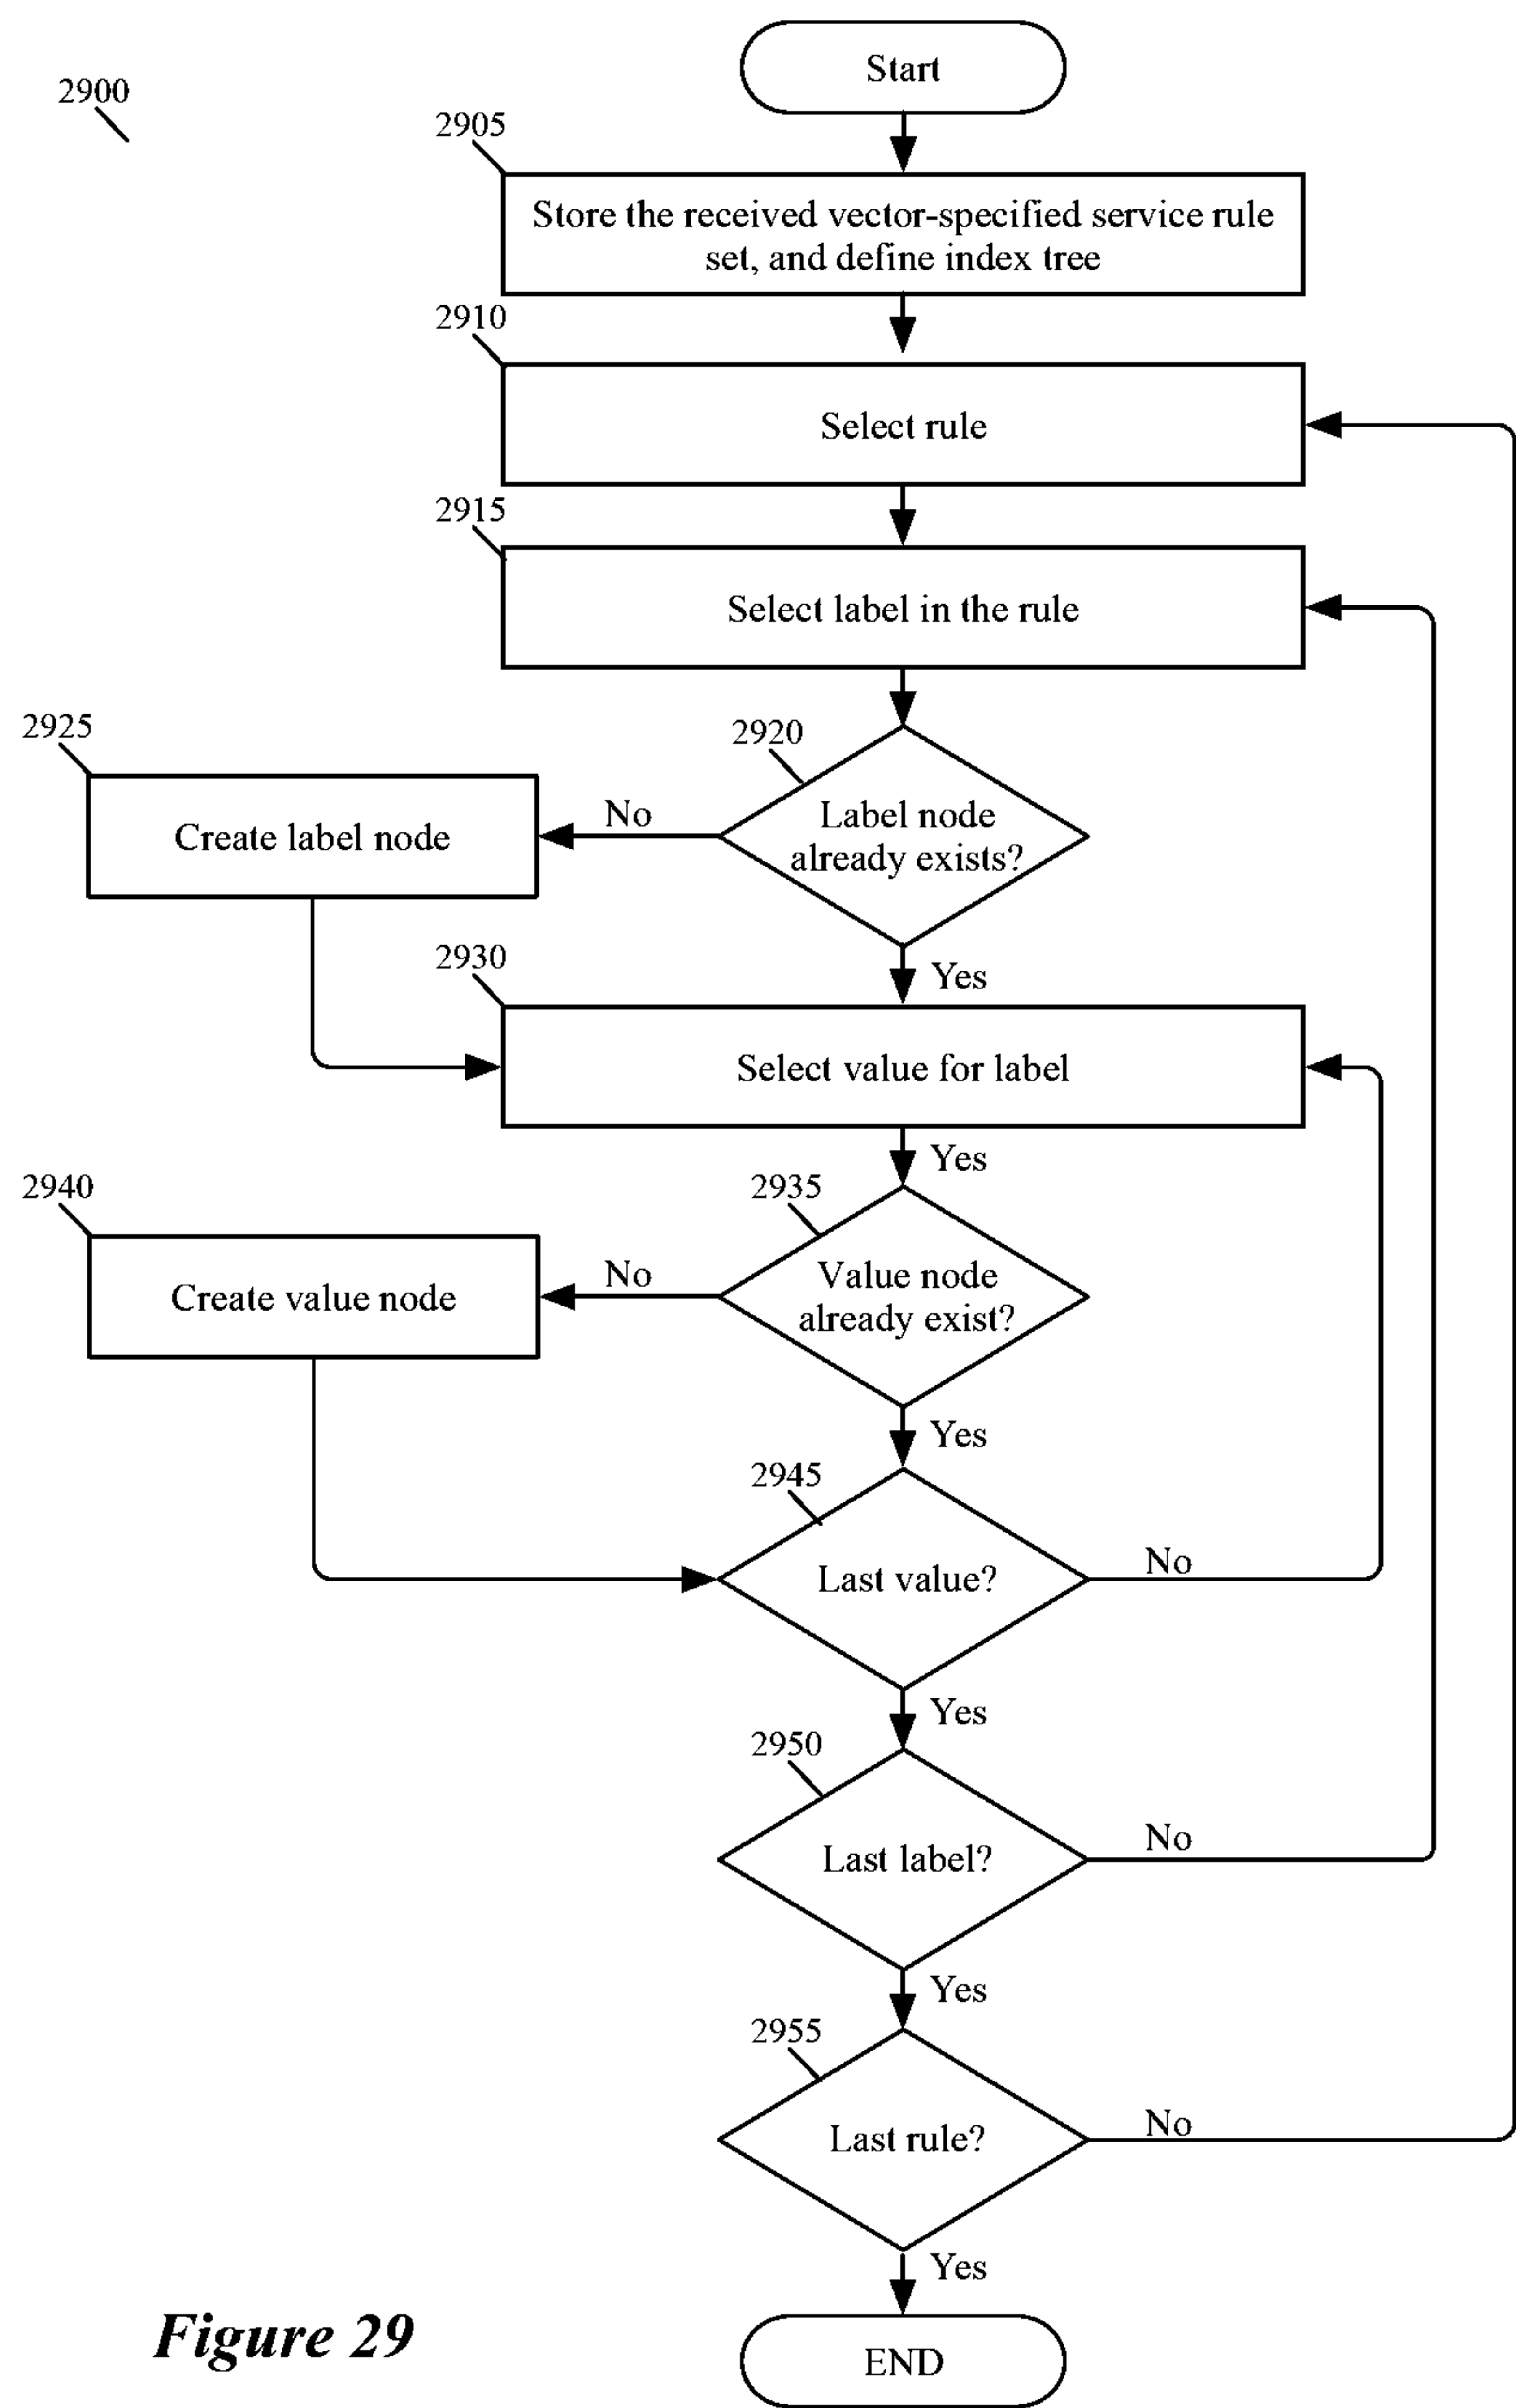 Start
2900
2905
Store the received vector-specified service rule
set, and define index tree
2910
Select rule
2915
Select label in the rule
2920
2925
Label node
already exists?
No
Create label node
Yes
2930
Select value for label
Yes
2935
2940
Value node
already exist?
No
Create value node
Yes
2945
Last value?
No
Yes
2950
Last label?
No
Yes
2955
Last rule?
No
Yes
END
Figure 29